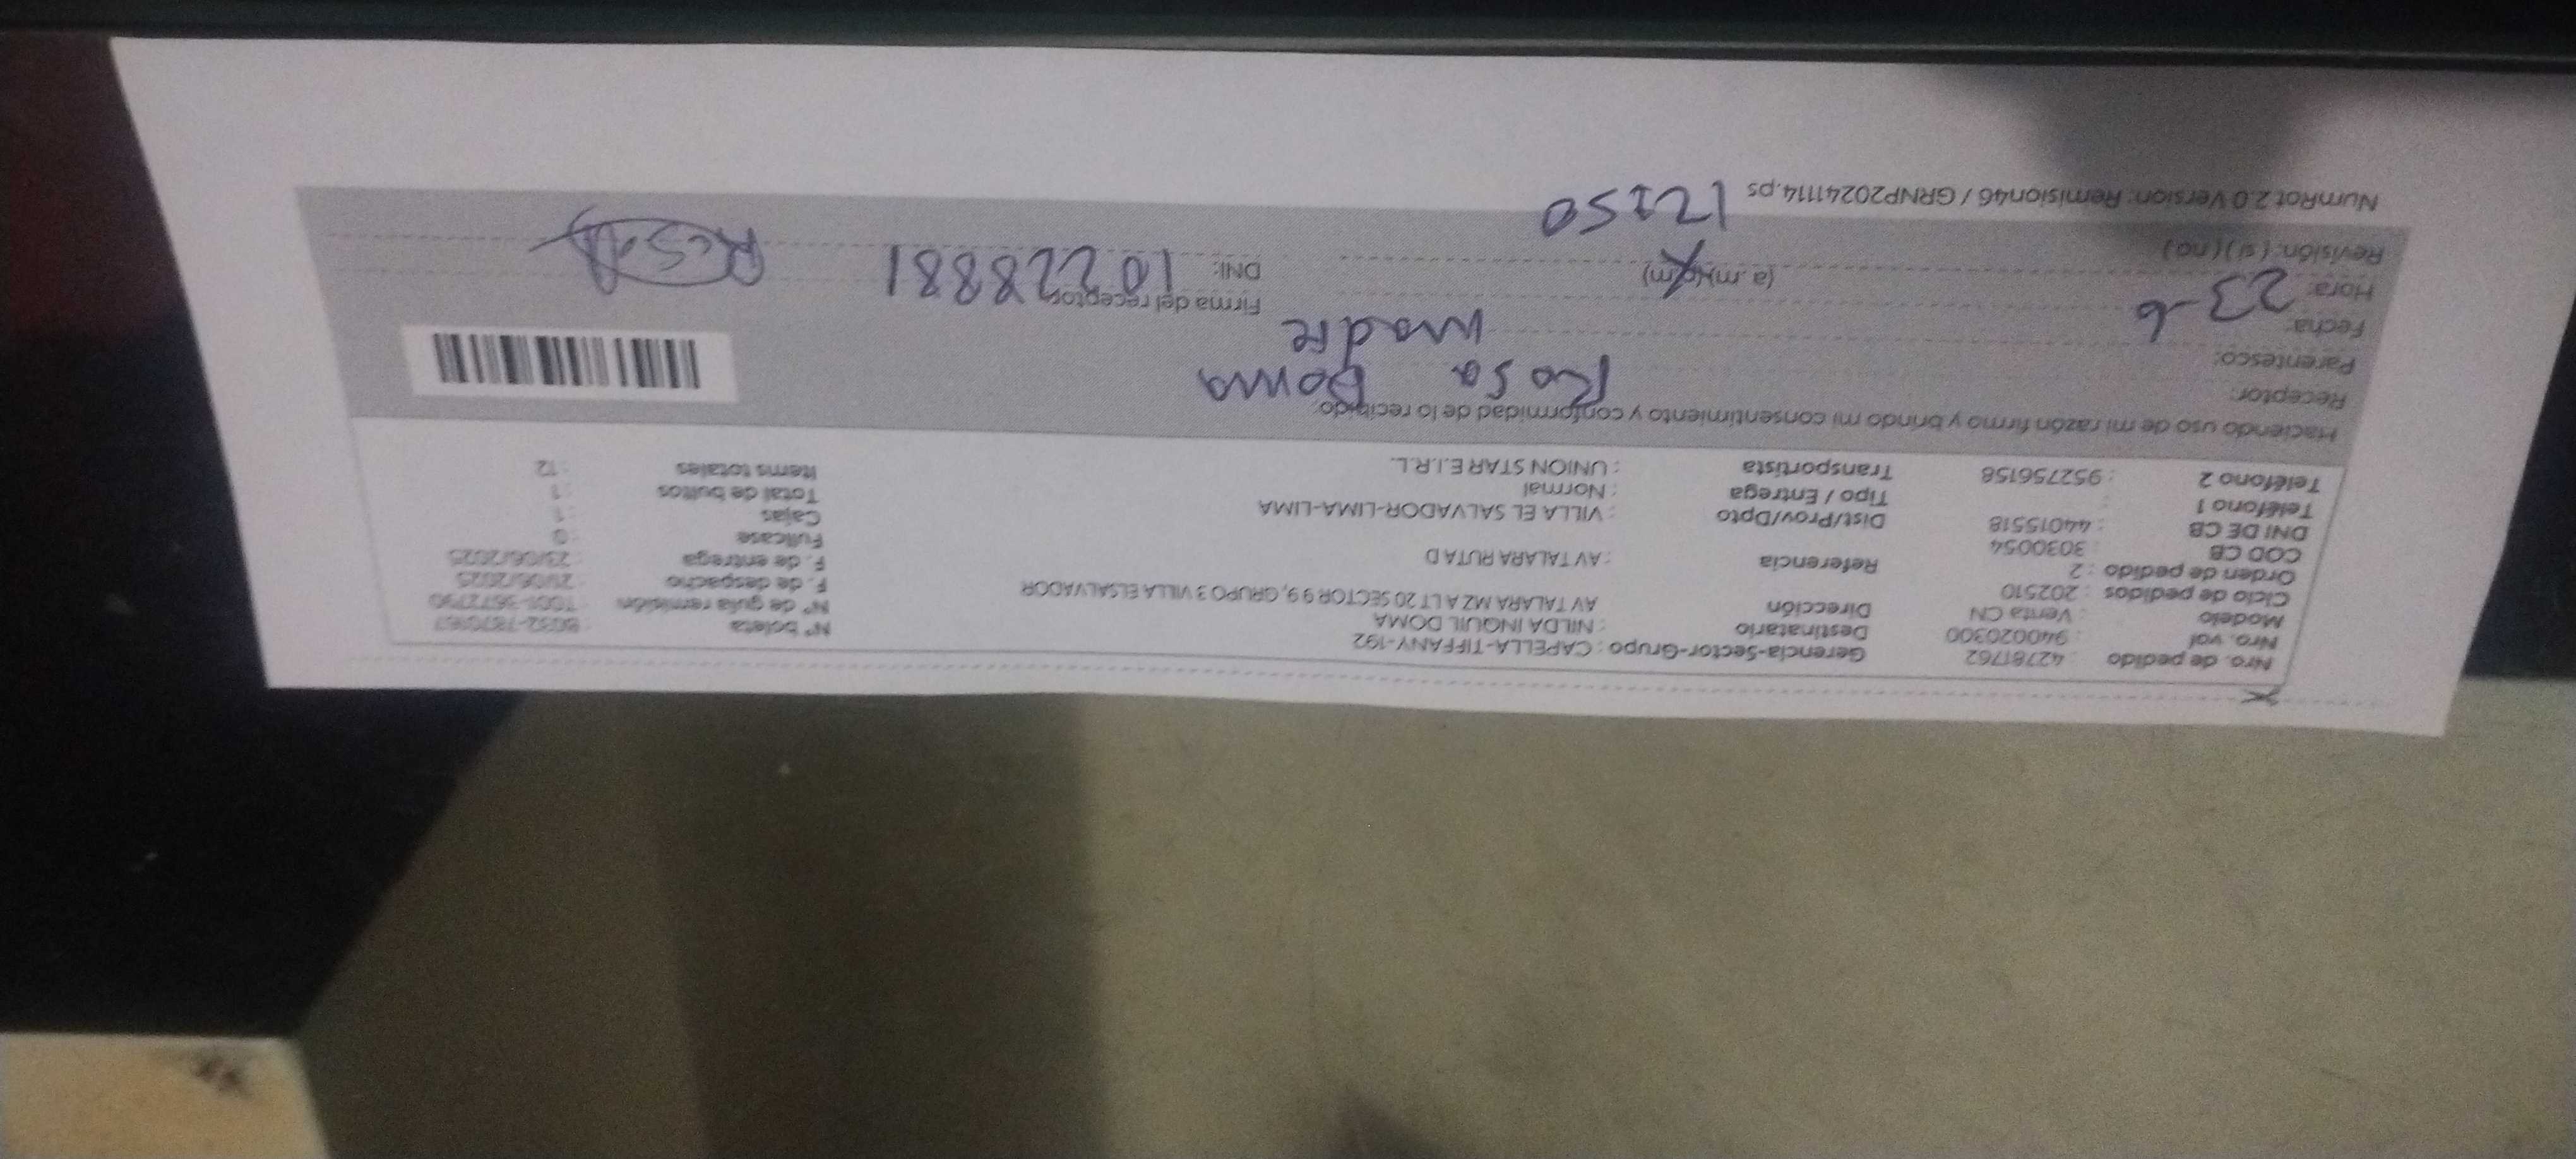 Nro. de pedido : 42781762 Gerencia-Sector-Grupo : CAPELLA-TIFFANY-192
Nro. val : 940020300 Destinatario : NILDA INQUIL DOMA Nº boleta
Modelo : Venta CN Dirección AV TALARA MZ A LT 20 SECTOR 9 9, GRUPO 3 VILLA ELSALVADOR Nº de guía remisión
Ciclo de pedidos : 202510 F. de despacho : 21/06/2025
Orden de pedido : 2 Referencia : AV TALARA RUTA D F. de entrega : 23/06/2025
COD CB : 3030054 Fullcase : 0
DNI DE CB : 44015518 Dist/Prov/Dpto : VILLA EL SALVADOR-LIMA-LIMA Cajas : 1
Teléfono 1 : Tipo / Entrega : Normal Total de bultos : 1
Teléfono 2 : 952756158 Transportista : UNION STAR E.I.R.L. Items totales : 12
Haciendo uso de mi razón firmo y brindo mi consentimiento y conformidad de lo recibido.
Receptor: Rosa Doma
Parentesco: madre
Fecha: 23-6 Firma del receptor
Hora: (a.m)(p.m) DNI: 10228881 Rosa
Revisión: ( si ) ( no ) 12:50
NumRot 2.0 Version: Remision46 / GRNP20241114.ps